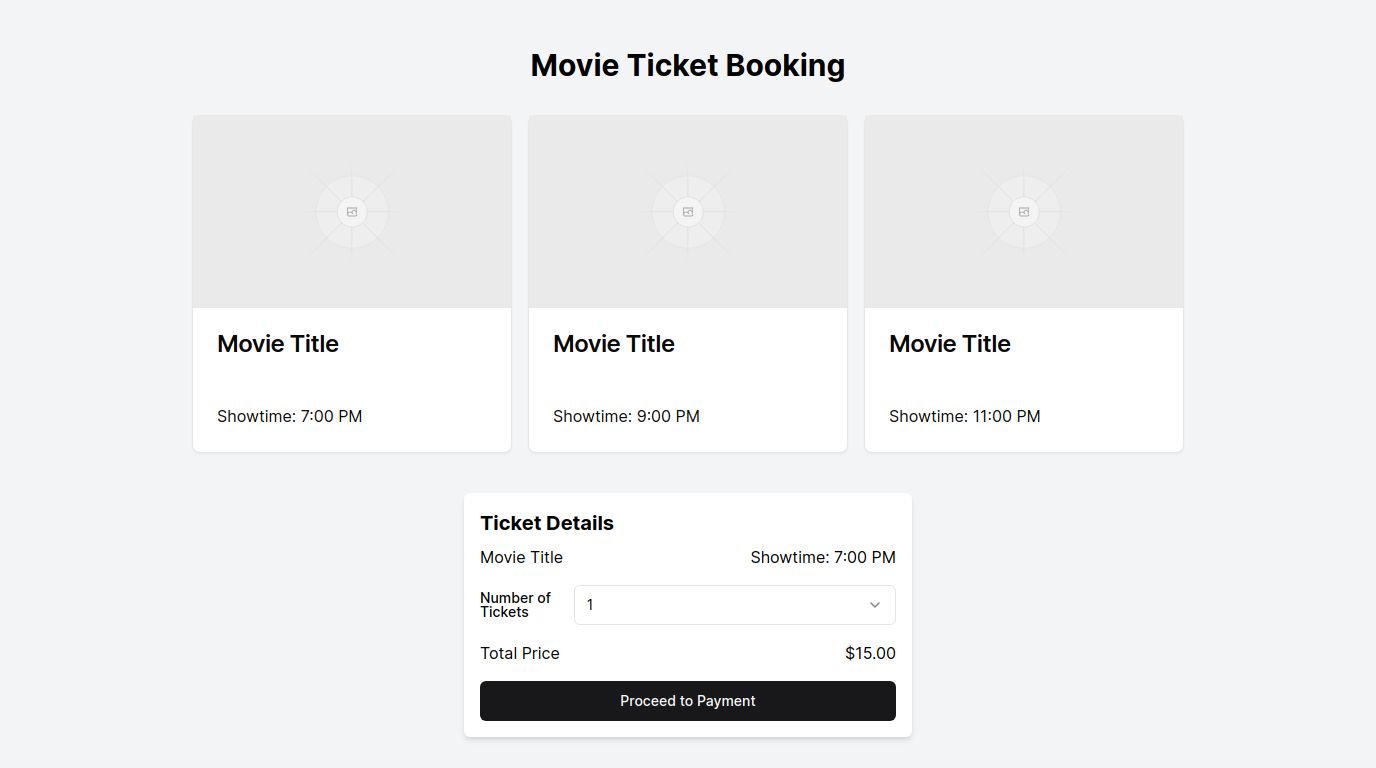 Movie Ticket Booking
Movie Title
Showtime: 7:00 PM
Movie Title
Showtime: 9:00 PM
Movie Title
Showtime: 11:00 PM
Ticket Details
Movie Title Showtime: 7:00 PM
Number of
Tickets
1
Total Price $15.00
Proceed to Payment